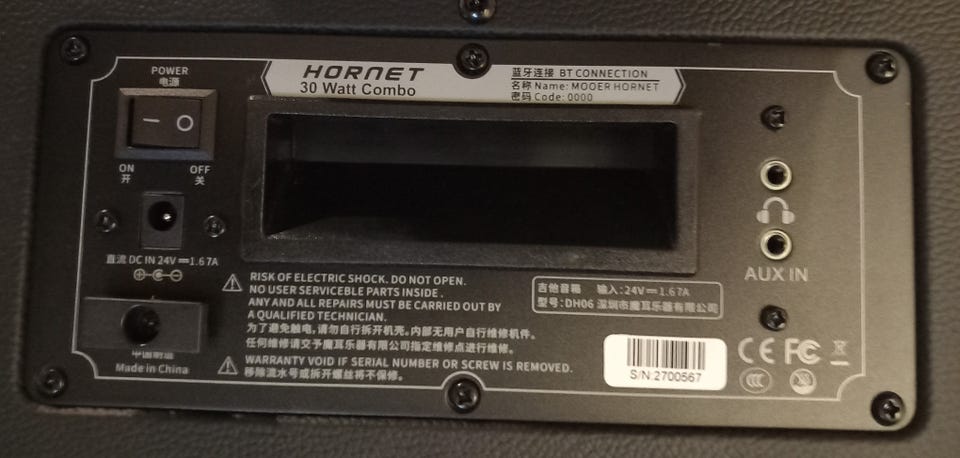 POWER
电源
ON
开
OFF
关
HORNET
30 Watt Combo
蓝牙连接 BT CONNECTION
名称 Name: MOOER HORNET
密码 Code: 0000
直流 DC IN 24V⎓1.67A
AUX IN
RISK OF ELECTRIC SHOCK. DO NOT OPEN.
NO USER SERVICEBLE PARTS INSIDE.
ANY AND ALL REPAIRS MUST BE CARRIED OUT BY
A QUALIFIED TECHNICIAN.
为了避免触电,请勿自行拆开机壳。内部无用户自行维修机件。
任何维修请交予魔耳乐器有限公司指定维修点进行维修。
WARRANTY VOID IF SERIAL NUMBER OR SCREW IS REMOVED.
移除流水号或拆开螺丝将不保修。
吉他音箱 输入:24V⎓1.67A
型号:DH06 深圳市魔耳乐器有限公司
S/N:2700567
CE FC
CCC
中国制造
Made in China